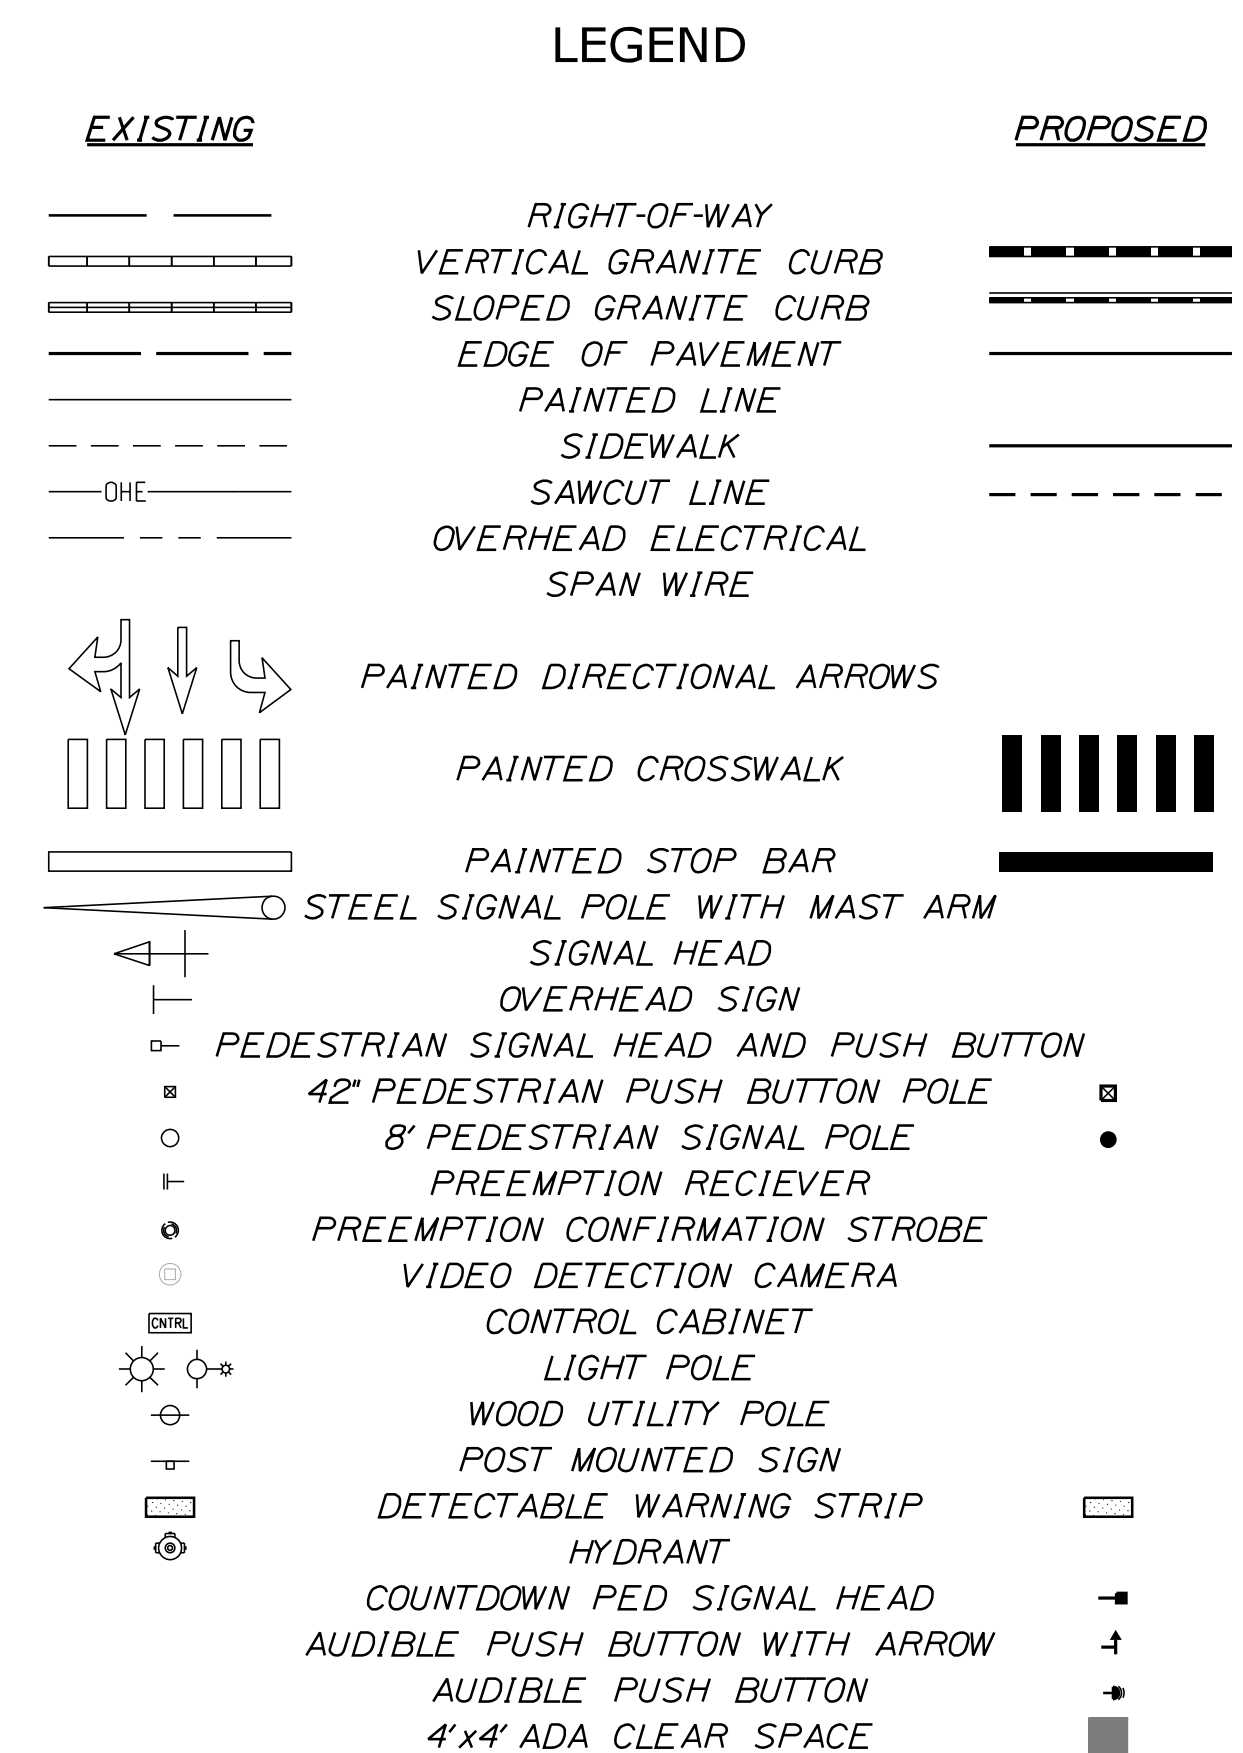 LEGEND
EXISTING PROPOSED
RIGHT-OF-WAY
VERTICAL GRANITE CURB
SLOPED GRANITE CURB
EDGE OF PAVEMENT
PAINTED LINE
SIDEWALK
OHE SAWCUT LINE
OVERHEAD ELECTRICAL
SPAN WIRE
PAINTED DIRECTIONAL ARROWS
PAINTED CROSSWALK
PAINTED STOP BAR
STEEL SIGNAL POLE WITH MAST ARM
SIGNAL HEAD
OVERHEAD SIGN
PEDESTRIAN SIGNAL HEAD AND PUSH BUTTON
42" PEDESTRIAN PUSH BUTTON POLE
8' PEDESTRIAN SIGNAL POLE
PREEMPTION RECIEVER
PREEMPTION CONFIRMATION STROBE
VIDEO DETECTION CAMERA
CNTRL CONTROL CABINET
LIGHT POLE
WOOD UTILITY POLE
POST MOUNTED SIGN
DETECTABLE WARNING STRIP
HYDRANT
COUNTDOWN PED SIGNAL HEAD
AUDIBLE PUSH BUTTON WITH ARROW
AUDIBLE PUSH BUTTON
4'x4' ADA CLEAR SPACE